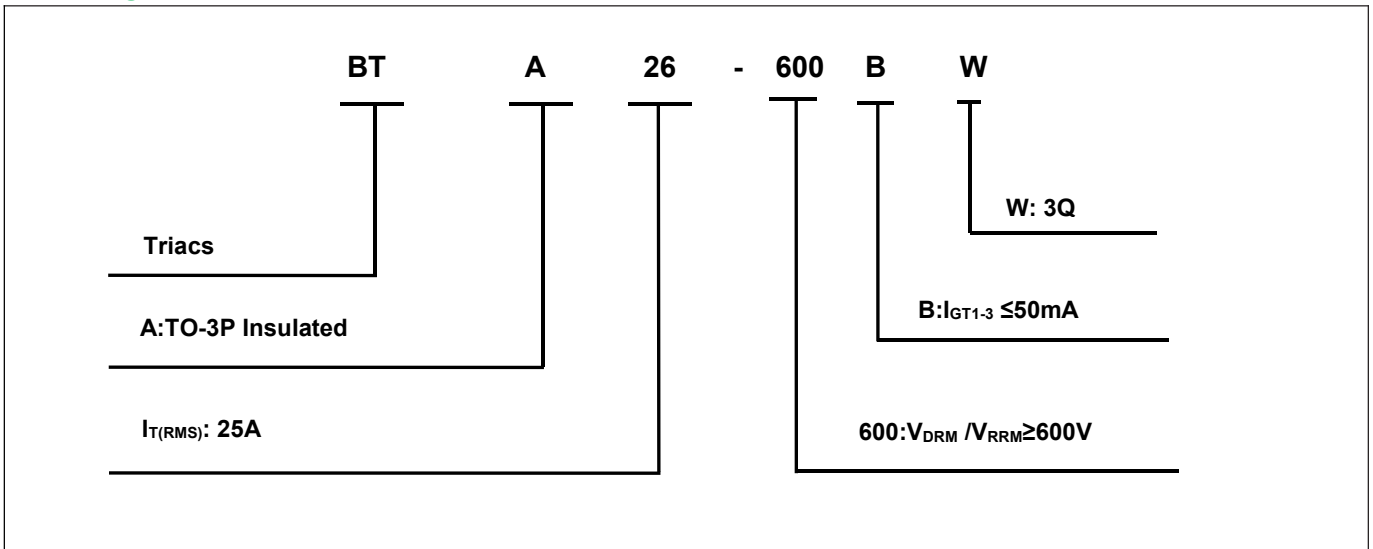 BT A 26 - 600 B W
W: 3Q
Triacs
B:IGT1-3 ≤50mA
A:TO-3P Insulated
IT(RMS): 25A
600:VDRM /VRRM≥600V